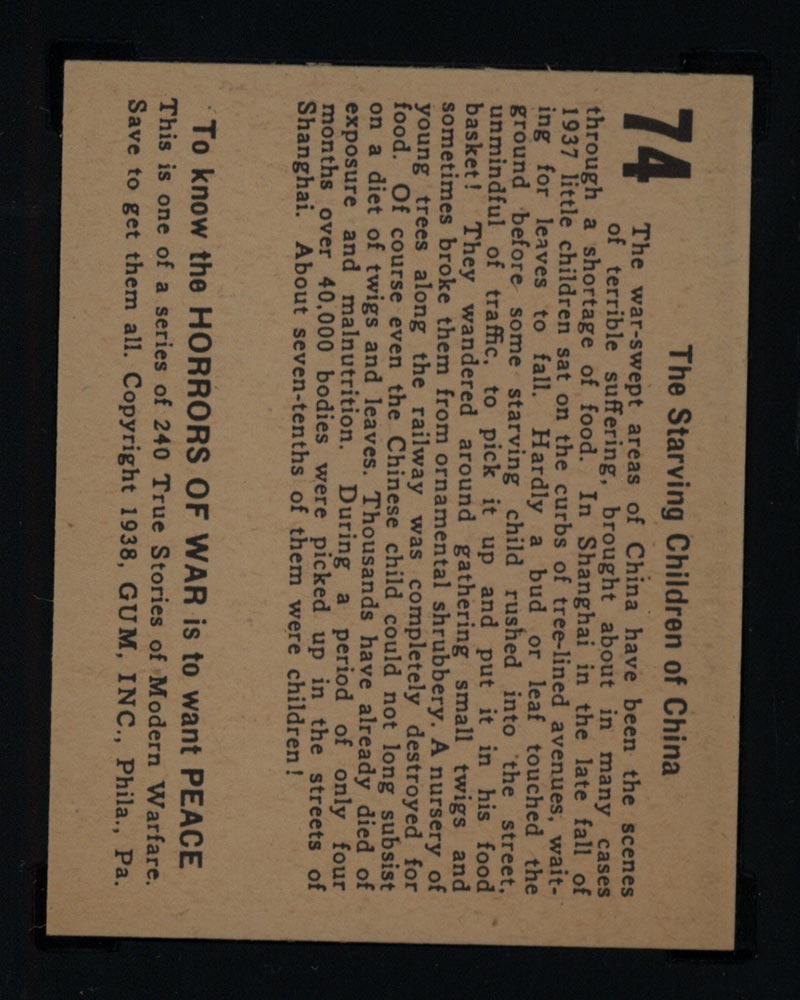 74
The Starving Children of China
The war-swept areas of China have been the scenes
of terrible suffering, brought about in many cases
through a shortage of food. In Shanghai in the late fall of
1937 little children sat on the curbs of tree-lined avenues, wait-
ing for leaves to fall. Hardly a bud or leaf touched the
ground before some starving child rushed into the street,
unmindful of traffic, to pick it up and put it in his food
basket! They wandered around gathering small twigs and
sometimes broke them from ornamental shrubbery. A nursery of
young trees along the railway was completely destroyed for
food. Of course even the Chinese child could not long subsist
on a diet of twigs and leaves. Thousands have already died of
exposure and malnutrition. During a period of only four
months over 40,000 bodies were picked up in the streets of
Shanghai. About seven-tenths of them were children!
To know the HORRORS OF WAR is to want PEACE
This is one of a series of 240 True Stories of Modern Warfare.
Save to get them all. Copyright 1938, GUM, INC., Phila., Pa.